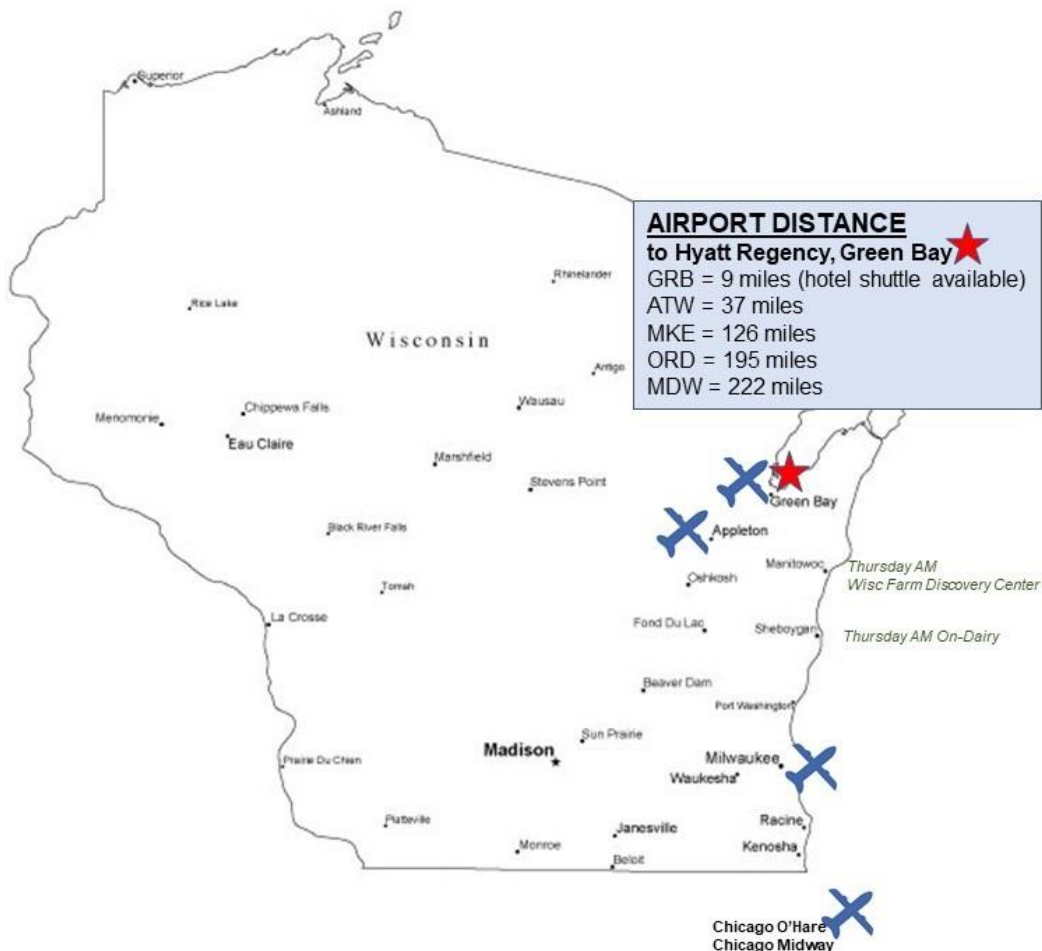 Superior
Ashland
AIRPORT DISTANCE
to Hyatt Regency, Green Bay
GRB = 9 miles (hotel shuttle available)
ATW = 37 miles
MKE = 126 miles
ORD = 195 miles
MDW = 222 miles
Rhinelander
Rice Lake
Wisconsin
Antigo
Wausau
Chippewa Falls
Menomonie
Eau Claire
Marshfield
Stevens Point
Green Bay
Black River Falls
Appleton
Manitowoc
Thursday AM
Wisc Farm Discovery Center
Oshkosh
Tomah
La Crosse
Fond Du Lac
Sheboygan
Thursday AM On-Dairy
Beaver Dam
Port Washington
Sun Prairie
Madison
Milwaukee
Prairie Du Chien
Waukesha
Platteville
Janesville
Racine
Monroe
Kenosha
Beloit
Chicago O'Hare
Chicago Midway